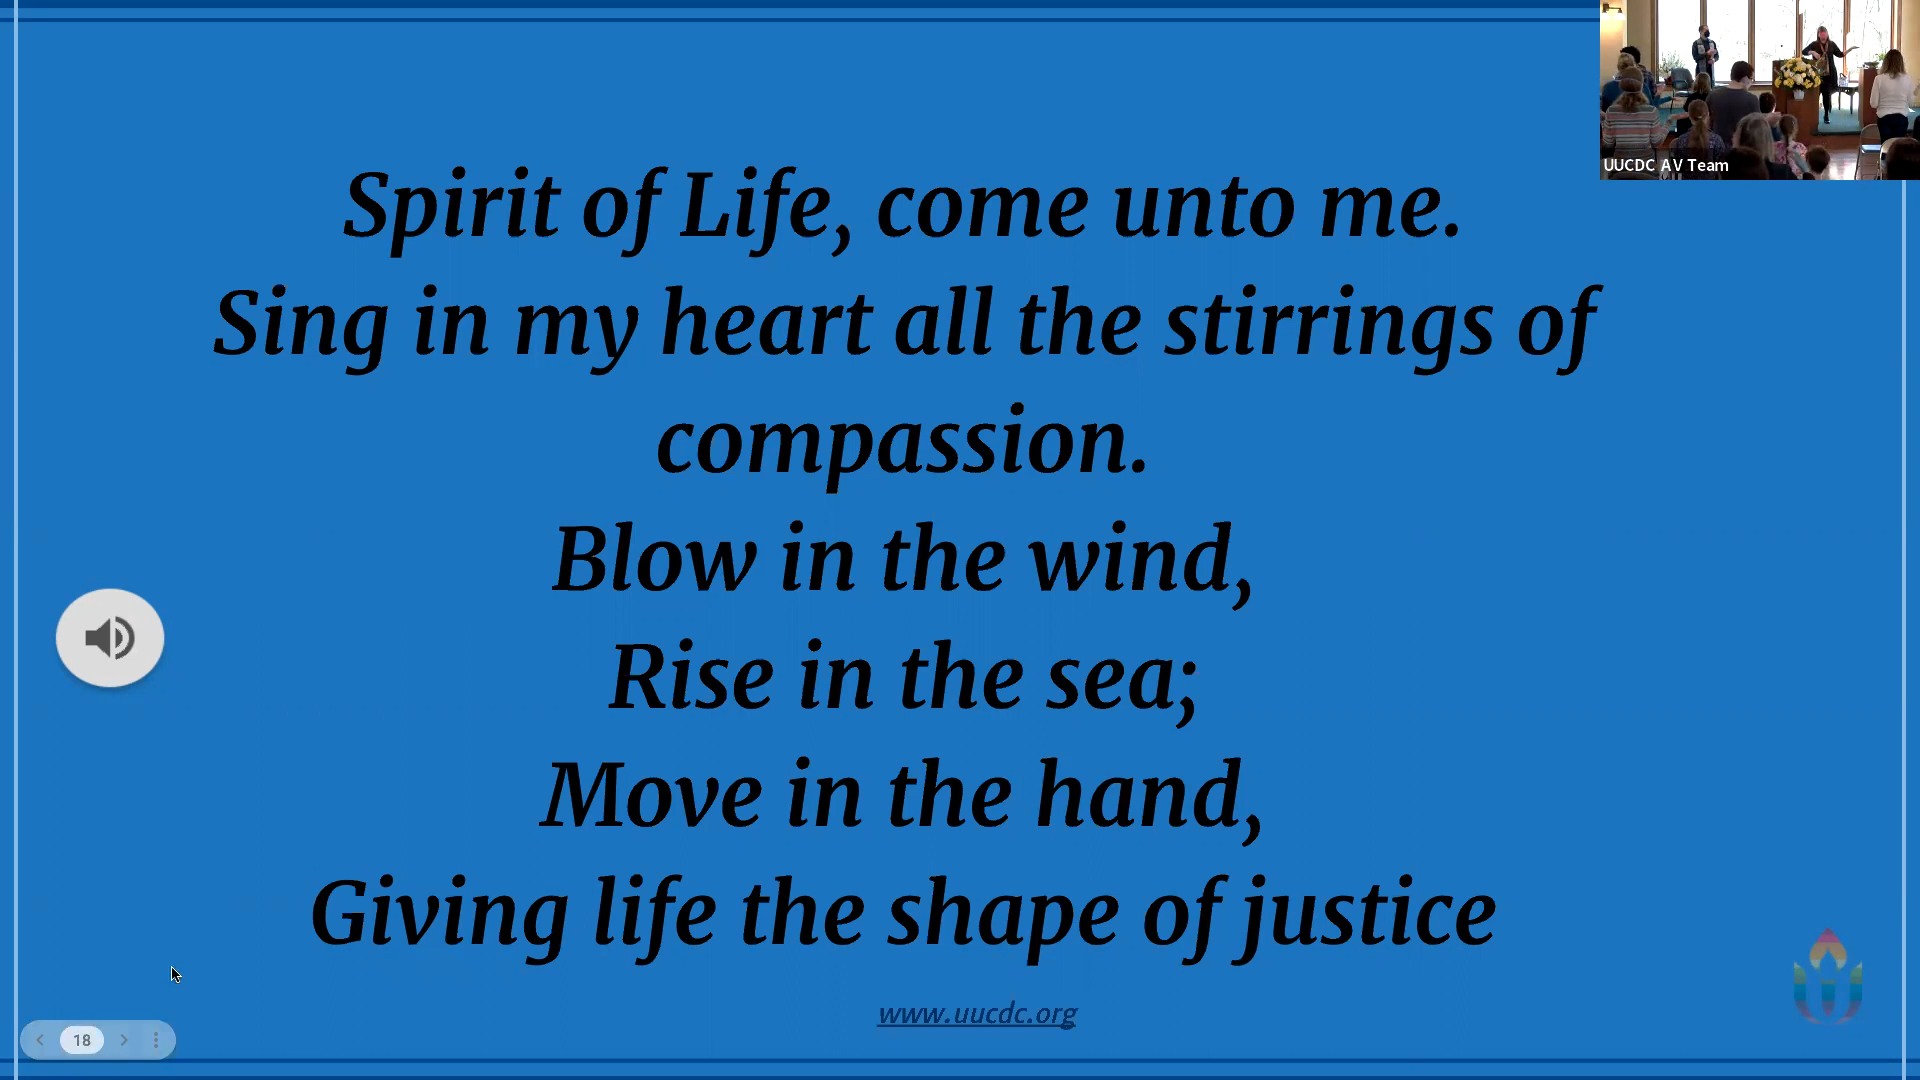 UUCDC AV Team
Spirit of Life, come unto me.
Sing in my heart all the stirrings of
compassion.
Blow in the wind,
Rise in the sea;
Move in the hand,
Giving life the shape of justice
www.uucdc.org
18